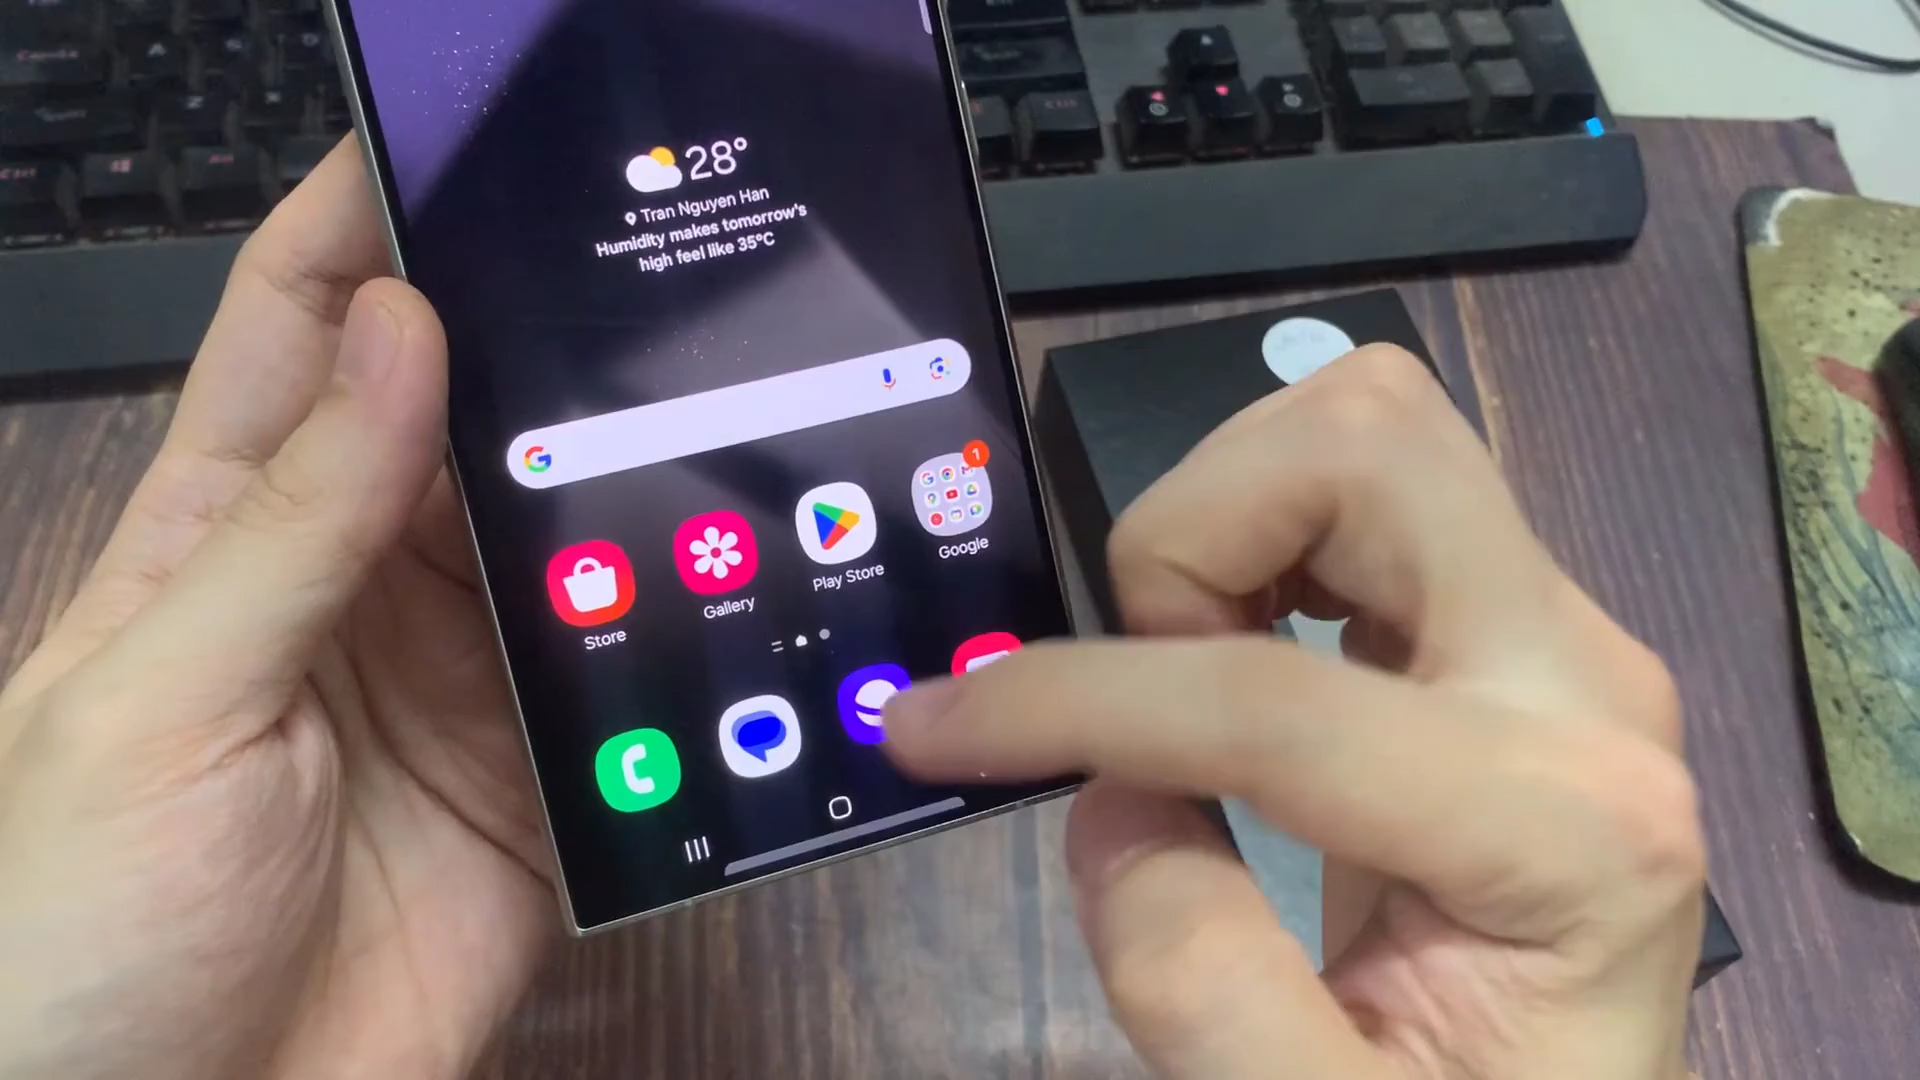 28°
Tran Nguyen Han
Humidity makes tomorrow's
high feel like 35°C
1
Store
Gallery
Play Store
Google